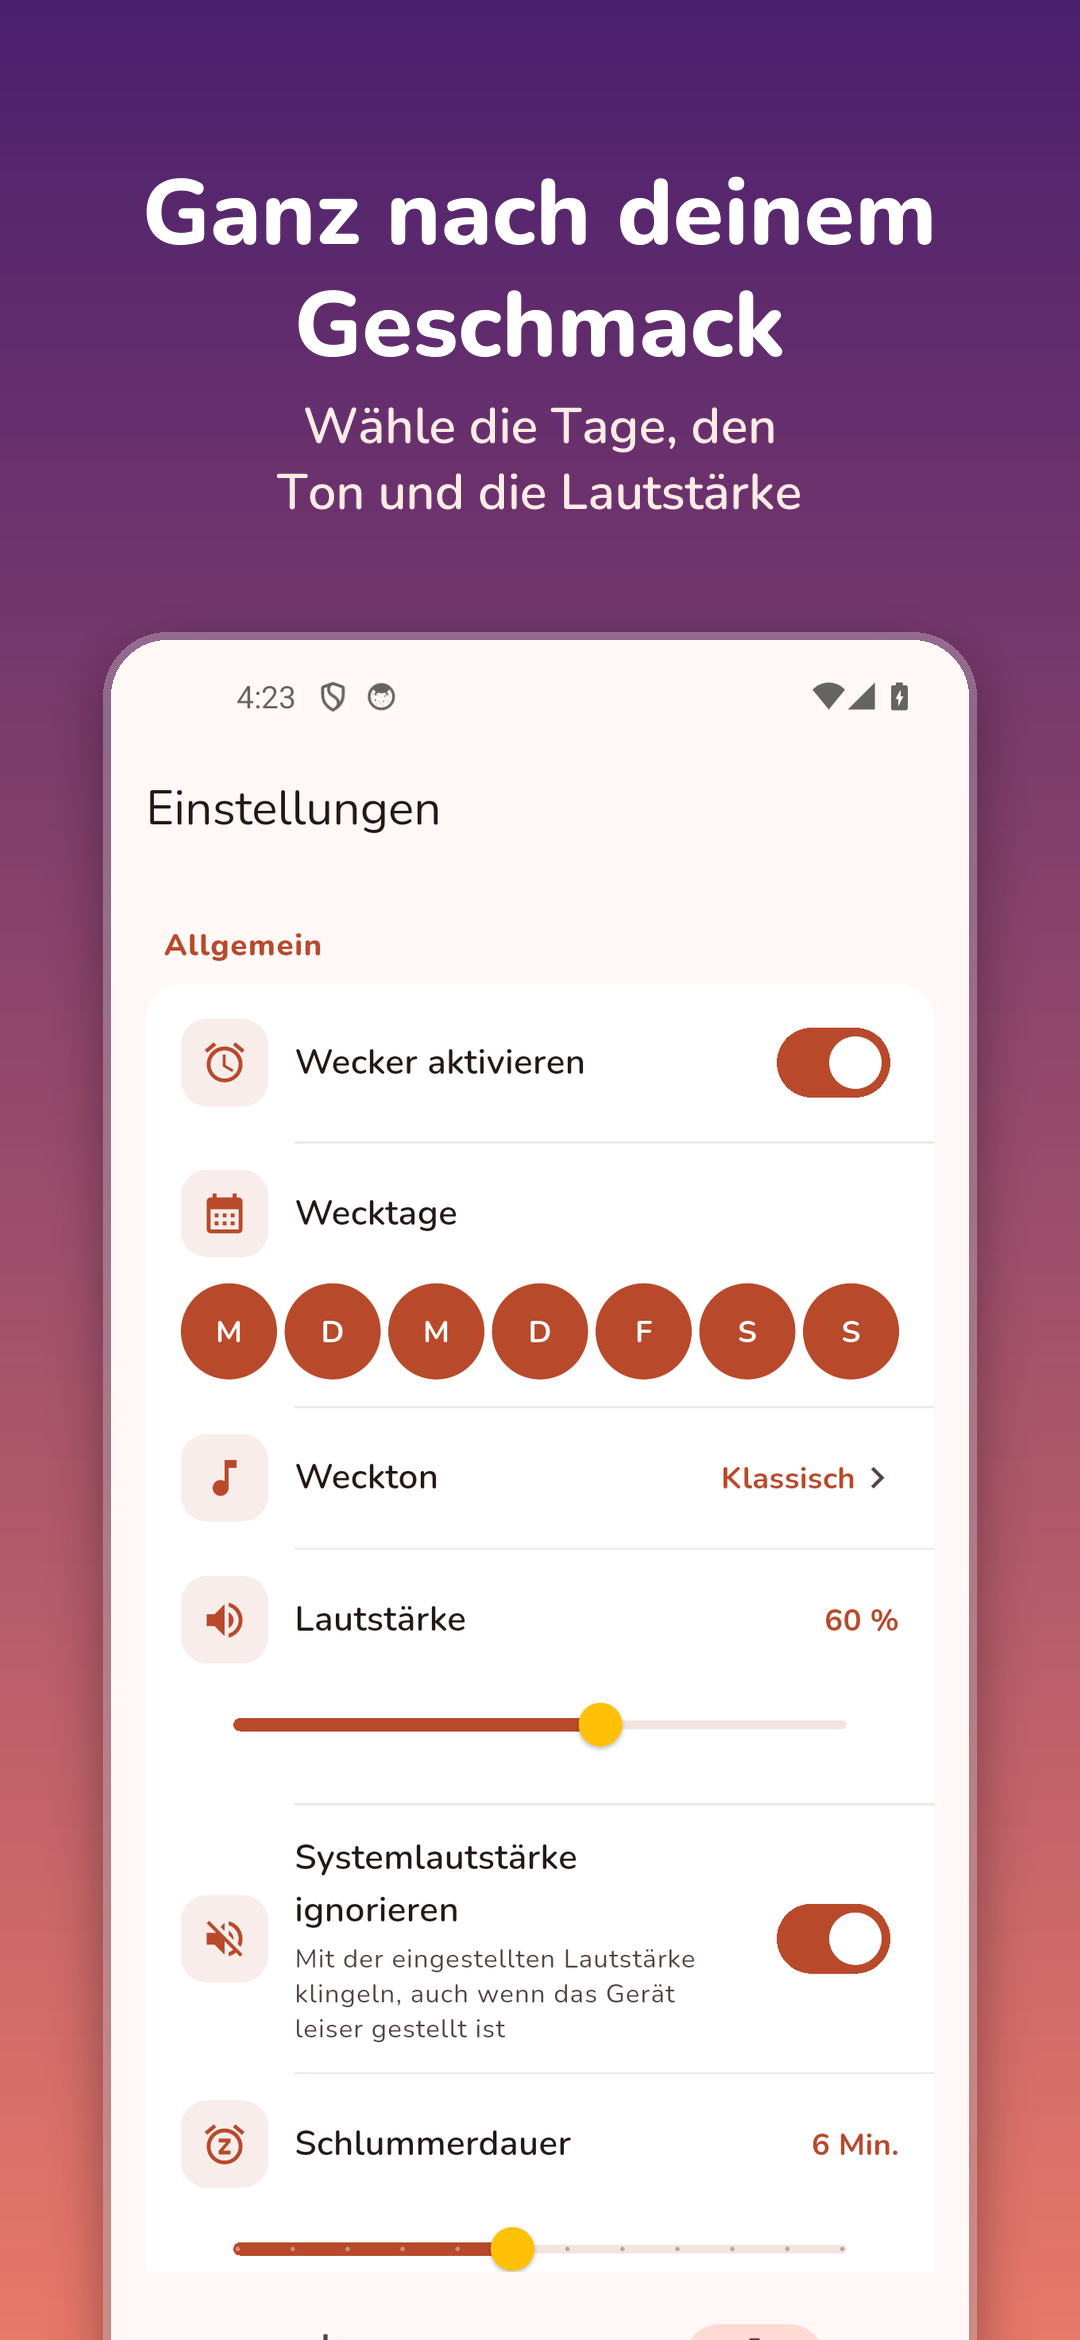 Ganz nach deinem
Geschmack
Wähle die Tage, den
Ton und die Lautstärke
4:23
Einstellungen
Allgemein
Wecker aktivieren
Wecktage
M D M D F S S
Weckton Klassisch
Lautstärke 60 %
Systemlautstärke
ignorieren
Mit der eingestellten Lautstärke
klingeln, auch wenn das Gerät
leiser gestellt ist
Schlummerdauer 6 Min.